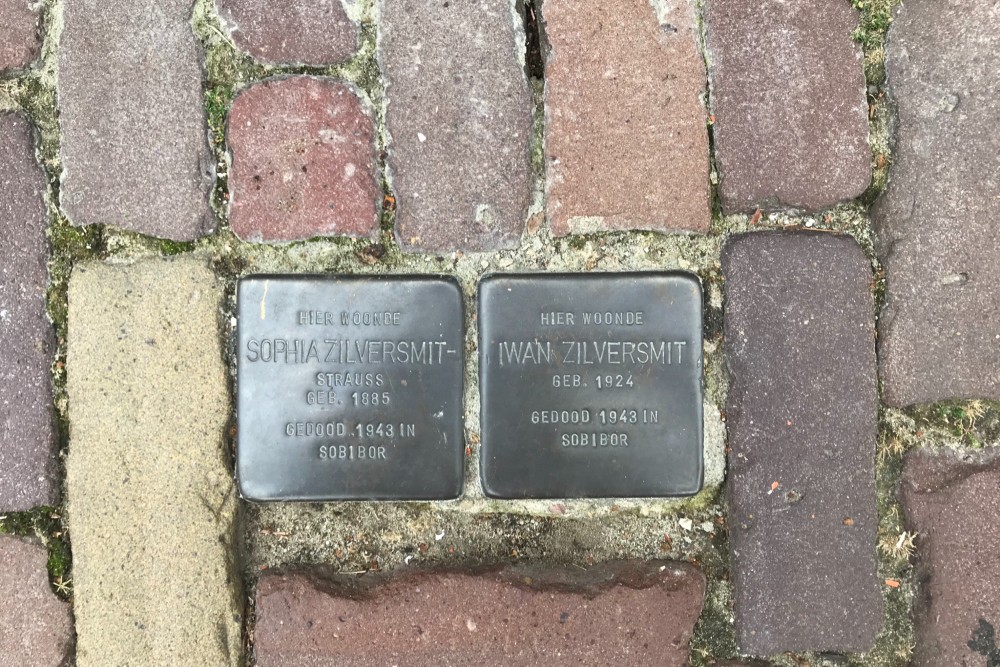 HIER WOONDE
SOPHIA ZILVERSMIT-
STRAUSS
GEB. 1885
GEDOOD 1943 IN
SOBIBOR
HIER WOONDE
IWAN ZILVERSMIT
GEB. 1924
GEDOOD 1943 IN
SOBIBOR